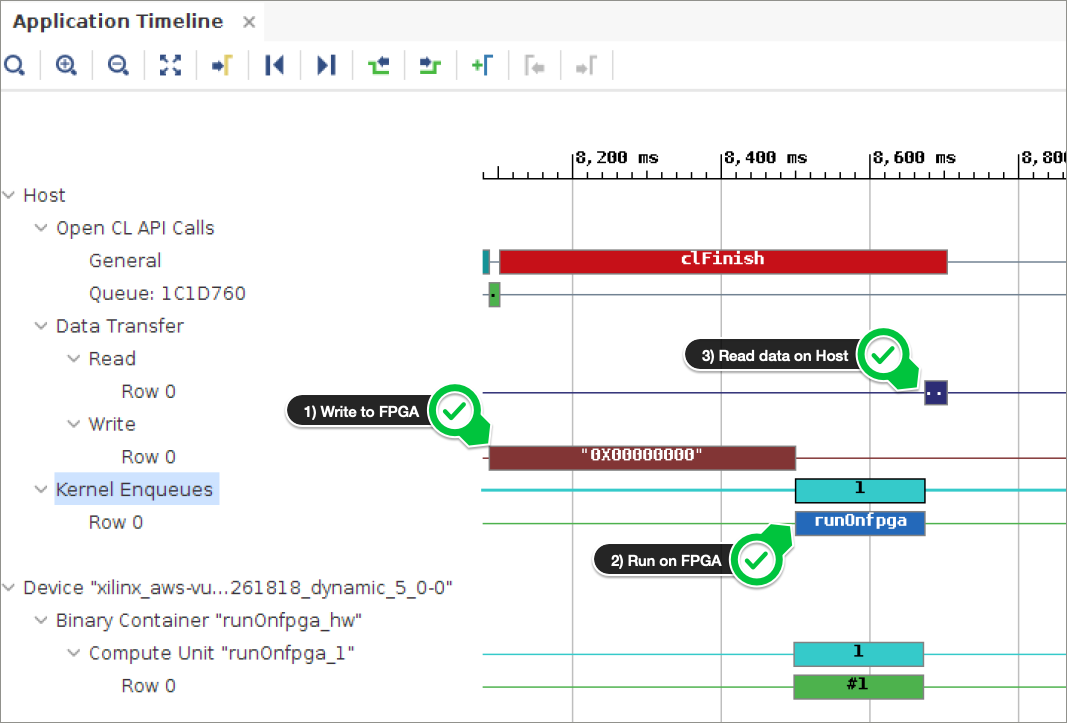 Application Timeline
8,200 ms 8,400 ms 8,600 ms 8,800
Host
Open CL API Calls
General clFinish
Queue: 1C1D760
Data Transfer
Read 3) Read data on Host
Row 0
1) Write to FPGA
Write
Row 0 "0X00000000"
Kernel Enqueues 1
Row 0 runOnfpga
2) Run on FPGA
Device "xilinx_aws-vu...261818_dynamic_5_0-0"
Binary Container "runOnfpga_hw"
Compute Unit "runOnfpga_1" 1
Row 0 #1